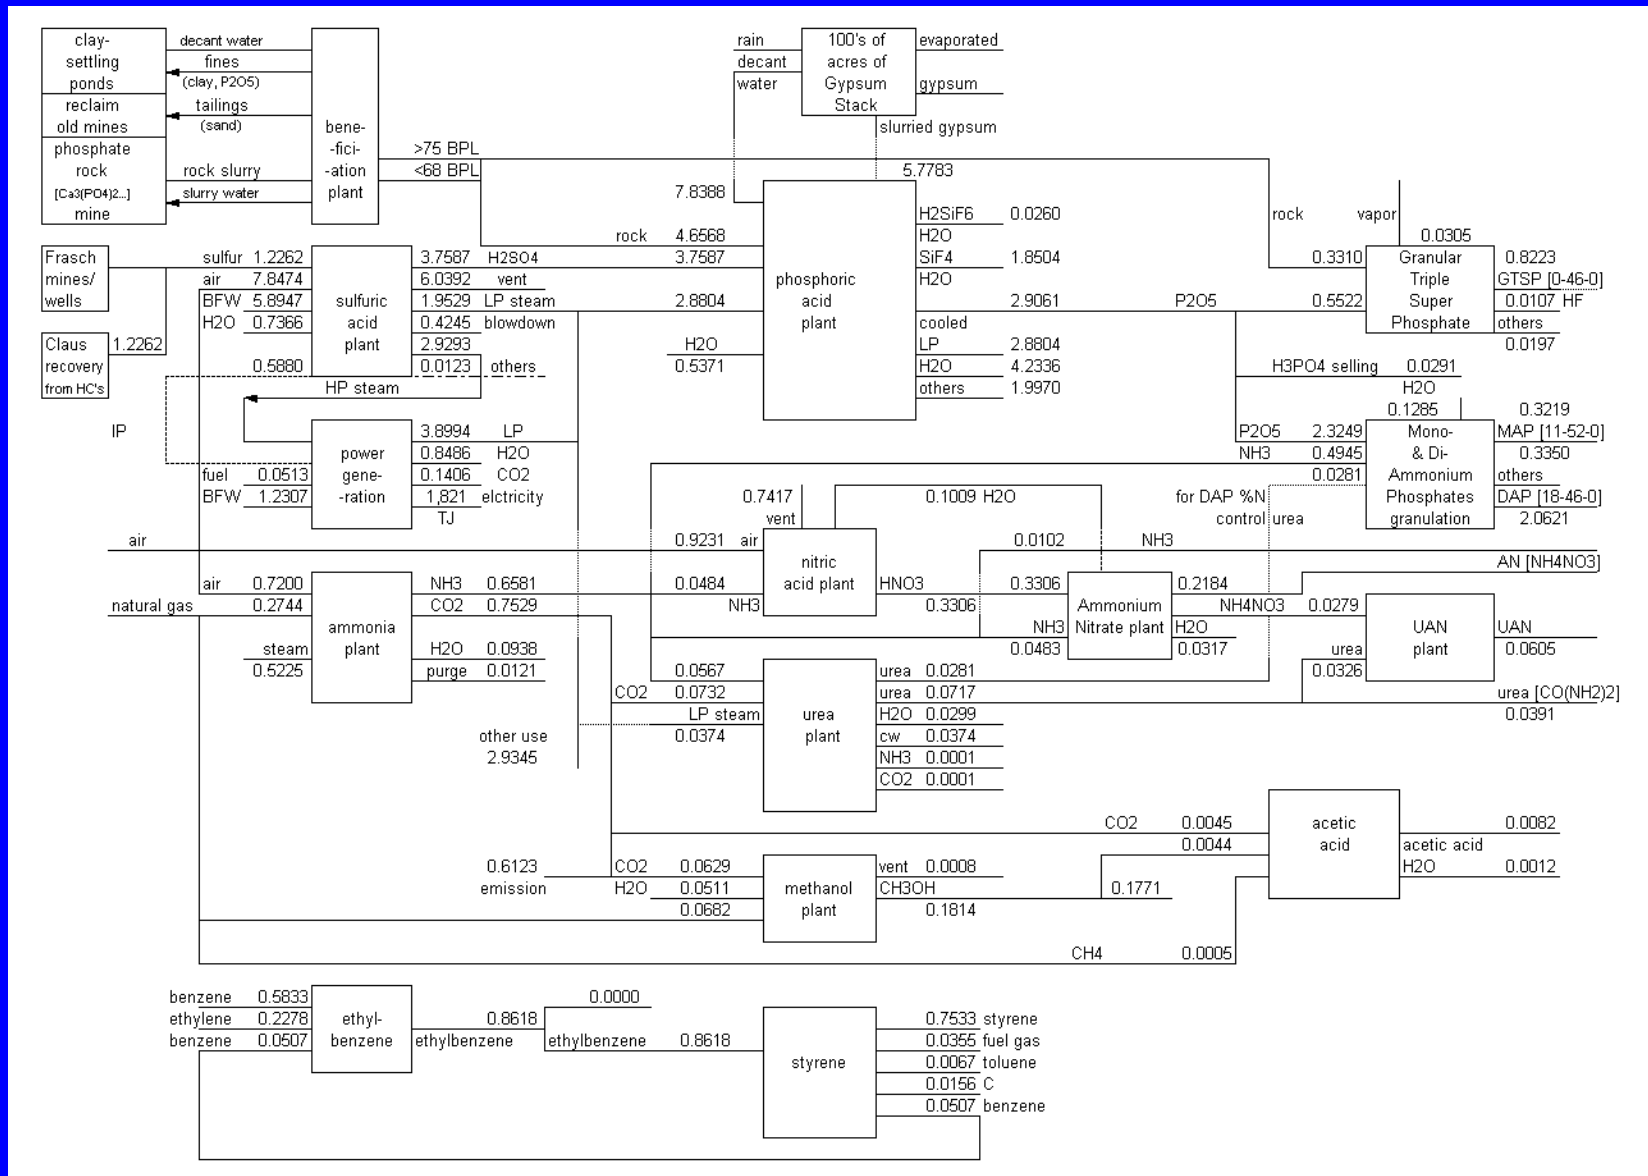 clay-
settling
ponds
reclaim
old mines
phosphate
rock
[Ca3(PO4)2...]
mine
decant water
fines
(clay, P2O5)
tailings
(sand)
rock slurry
slurry water
bene-
-fici-
-ation
plant
>75 BPL
<68 BPL
rain
decant
water
100's of
acres of
Gypsum
Stack
evaporated
gypsum
slurried gypsum
5.7783
7.8388
rock 4.6568
3.7587
2.8804
H2O
0.5371
phosphoric
acid
plant
H2SiF6 0.0260
H2O
SiF4 1.8504
H2O
2.9061 P2O5
cooled
LP 2.8804
H2O 4.2336
others 1.9970
rock vapor
0.0305
0.3310
0.5522
Granular
Triple
Super
Phosphate
0.8223
GTSP [0-46-0]
0.0107 HF
others
0.0197
H3PO4 selling 0.0291
H2O
0.1285
P2O5 2.3249
NH3 0.4945
0.0281
for DAP %N
control urea
Mono-
& Di-
Ammonium
Phosphates
granulation
0.3219
MAP [11-52-0]
0.3350
others
DAP [18-46-0]
2.0621
Frasch
mines/
wells
Claus
recovery
from HC's
1.2262
sulfur 1.2262
air 7.8474
BFW 5.8947
H2O 0.7366
0.5880
sulfuric
acid
plant
3.7587 H2SO4
6.0392 vent
1.9529 LP steam
0.4245 blowdown
2.9293
0.0123 others
HP steam
IP
fuel 0.0513
BFW 1.2307
power
gene-
-ration
3.8994 LP
0.8486 H2O
0.1406 CO2
1,821 elctricity
TJ
air
0.9231 air
0.7417
vent
0.1009 H2O
0.0484
NH3
nitric
acid plant
HNO3 0.3306
0.3306
0.0102 NH3
AN [NH4NO3]
NH3
0.0483
Ammonium
Nitrate plant
0.2184
NH4NO3 0.0279
H2O
0.0317
urea
0.0326
UAN
plant
UAN
0.0605
air 0.7200
natural gas 0.2744
steam
0.5225
ammonia
plant
NH3 0.6581
CO2 0.7529
H2O 0.0938
purge 0.0121
0.0567
CO2 0.0732
LP steam
0.0374
other use
2.9345
urea
plant
urea 0.0281
urea 0.0717
H2O 0.0299
cw 0.0374
NH3 0.0001
CO2 0.0001
urea [CO(NH2)2]
0.0391
CO2 0.0045
0.0044
acetic
acid
0.0082
acetic acid
H2O 0.0012
0.6123
emission
CO2 0.0629
H2O 0.0511
0.0682
methanol
plant
vent 0.0008
CH3OH
0.1814
0.1771
CH4 0.0005
benzene 0.5833
ethylene 0.2278
benzene 0.0507
ethyl-
benzene
0.8618
ethylbenzene
0.0000
ethylbenzene 0.8618
styrene
0.7533 styrene
0.0355 fuel gas
0.0067 toluene
0.0156 C
0.0507 benzene